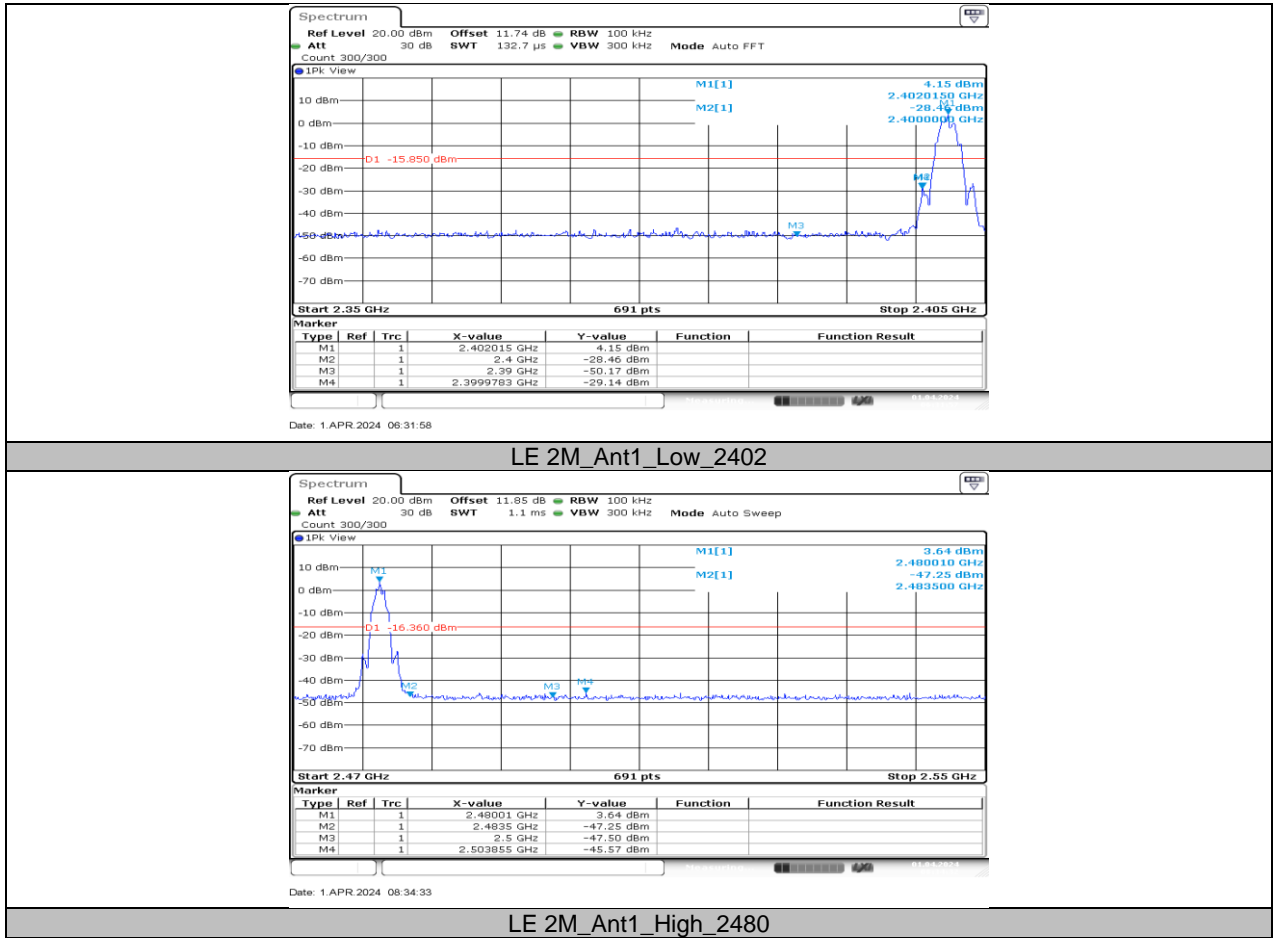 Spectrum
Ref Level 20.00 dBm Offset 11.74 dB RBW 100 kHz
Att 30 dB SWT 132.7 µs VBW 300 kHz Mode Auto FFT
Count 300/300
1Pk View
M1[1] 4.15 dBm
2.4020150 GHz
10 dBm M1
M2[1] -28.46 dBm
0 dBm 2.4000000 GHz
-10 dBm
D1 -15.850 dBm
-20 dBm
-30 dBm
-40 dBm
M3
-50 dBm
-60 dBm
-70 dBm
Start 2.35 GHz 691 pts Stop 2.405 GHz
Marker
Type Ref Trc X-value Y-value Function Function Result
M1 1 2.402015 GHz 4.15 dBm
M2 1 2.4 GHz -28.46 dBm
M3 1 2.39 GHz -50.17 dBm
M4 1 2.3999783 GHz -29.14 dBm
01.04.2024
Date: 1.APR.2024 06:31:58
LE 2M_Ant1_Low_2402
Spectrum
Ref Level 20.00 dBm Offset 11.85 dB RBW 100 kHz
Att 30 dB SWT 1.1 ms VBW 300 kHz Mode Auto Sweep
Count 300/300
1Pk View
M1[1] 3.64 dBm
2.480010 GHz
10 dBm M1
M2[1] -47.25 dBm
0 dBm 2.483500 GHz
-10 dBm
D1 -16.360 dBm
-20 dBm
-30 dBm
-40 dBm
M2 M3 M4
-50 dBm
-60 dBm
-70 dBm
Start 2.47 GHz 691 pts Stop 2.55 GHz
Marker
Type Ref Trc X-value Y-value Function Function Result
M1 1 2.48001 GHz 3.64 dBm
M2 1 2.4835 GHz -47.25 dBm
M3 1 2.5 GHz -47.50 dBm
M4 1 2.503855 GHz -45.57 dBm
01.04.2024
Date: 1.APR.2024 08:34:33
LE 2M_Ant1_High_2480